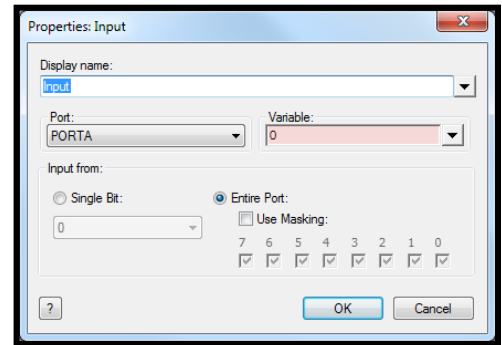 Properties: Input
Display name:
Input
Port:
Variable:
PORTA
0
Input from:
Single Bit:
Entire Port:
0
Use Masking:
7 6 5 4 3 2 1 0
?
OK
Cancel